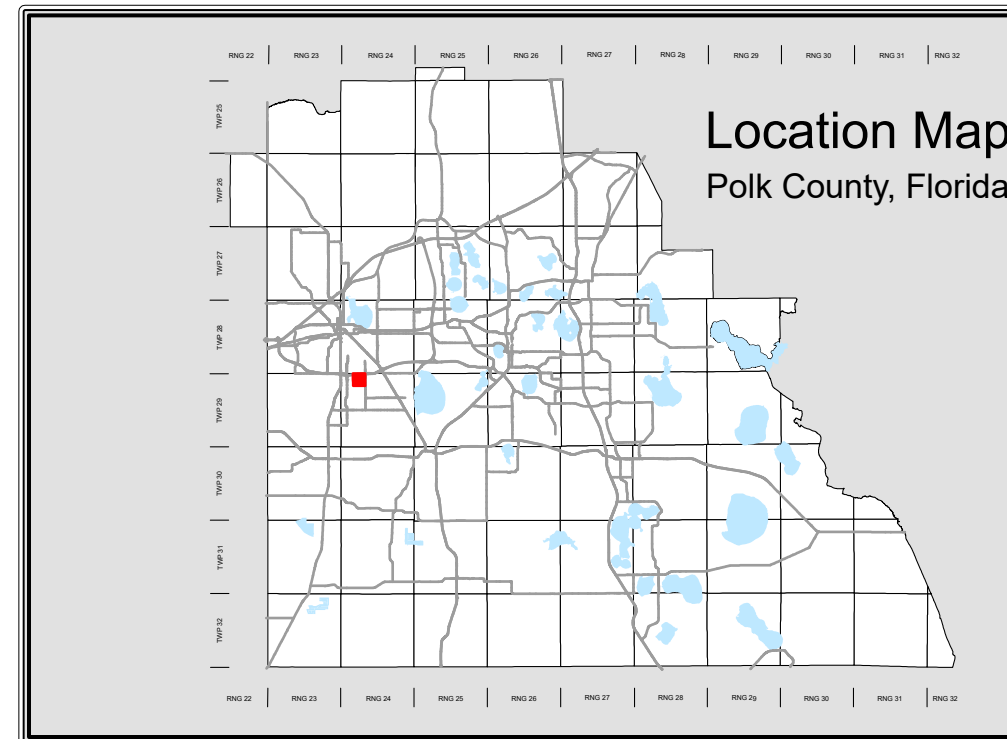 RNG 22 RNG 23 RNG 24 RNG 25 RNG 26 RNG 27 RNG 28 RNG 29 RNG 30 RNG 31 RNG 32
Location Map
Polk County, Florida
TWP 25
TWP 26
TWP 27
TWP 28
TWP 29
TWP 30
TWP 31
TWP 32
RNG 22 RNG 23 RNG 24 RNG 25 RNG 26 RNG 27 RNG 28 RNG 29 RNG 30 RNG 31 RNG 32